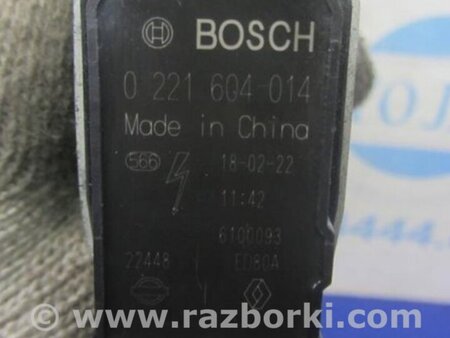 BOSCH
0 221 604-014
Made in China
566 18-02-22
11:42
6100093
22448 ED80A
www.razborki.com